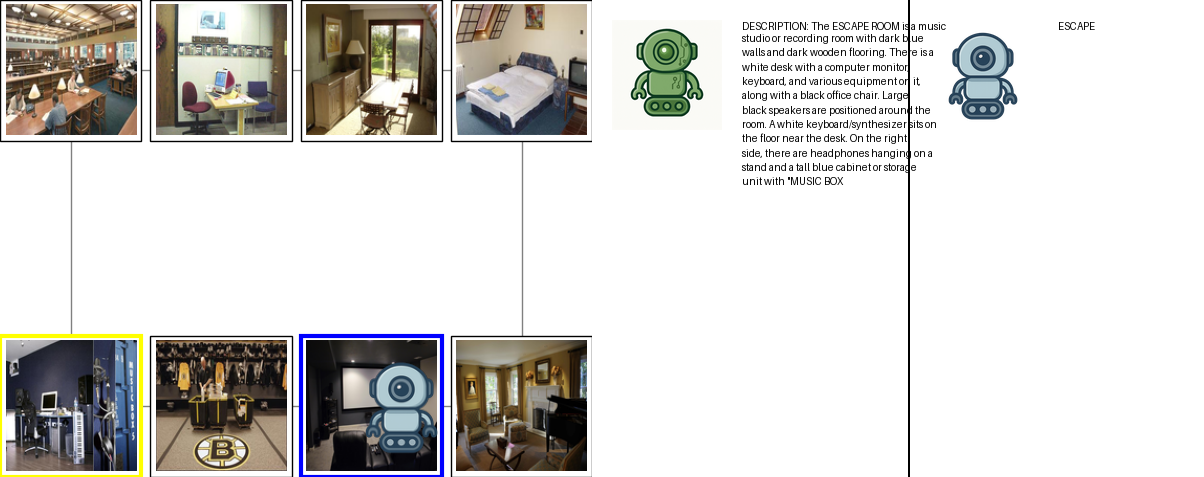 DESCRIPTION: The ESCAPE ROOM is a music
studio or recording room with dark blue
walls and dark wooden flooring. There is a
white desk with a computer monitor,
keyboard, and various equipment on it,
along with a black office chair. Large
black speakers are positioned around the
room. A white keyboard/synthesizer sits on
the floor near the desk. On the right
side, there are headphones hanging on a
stand and a tall blue cabinet or storage
unit with "MUSIC BOX
ESCAPE
MUSIC BOX 5
B